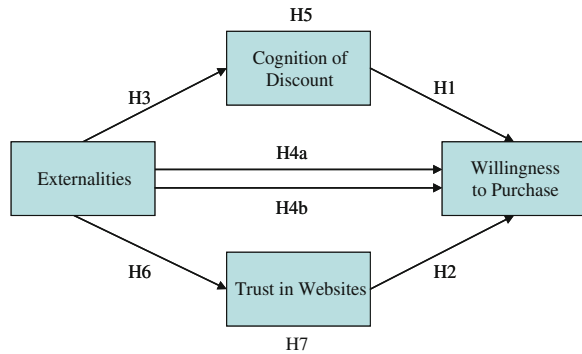 H5
Cognition of
Discount
H3
H1
H4a
Externalities
Willingness
to Purchase
H4b
H6
H2
Trust in Websites
H7